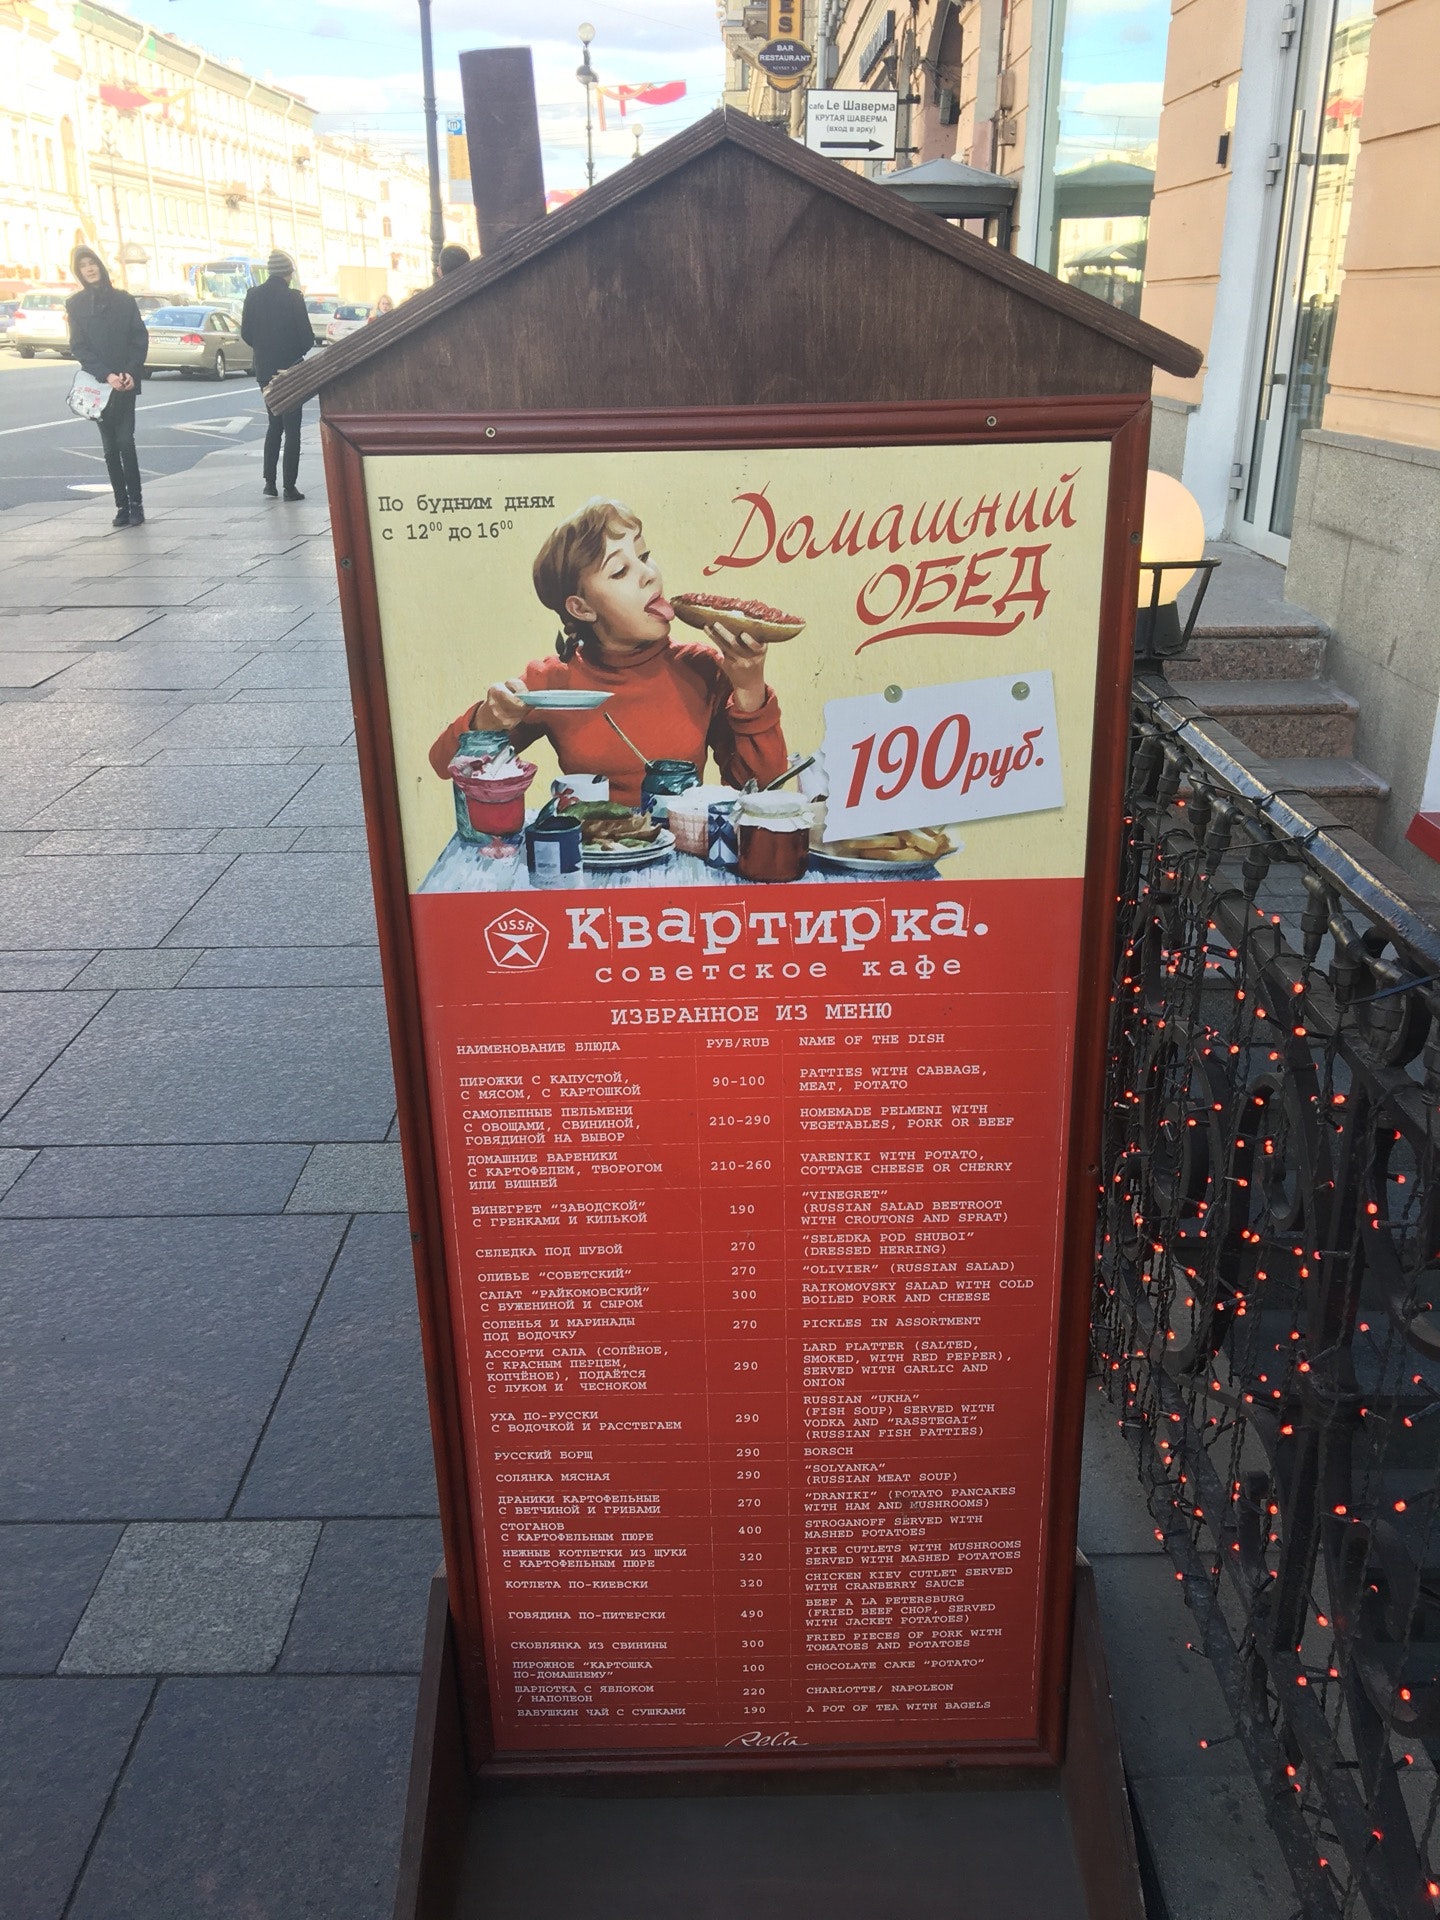 BAR
RESTAURANT
cafe Le Шаверма
КРУТАЯ ШАВЕРМА
(вход в арку)
По будним дням
с 12⁰⁰ до 16⁰⁰
Домашний
ОБЕД
190 руб.
USSR
Квартирка.
советское кафе
ИЗБРАННОЕ ИЗ МЕНЮ
НАИМЕНОВАНИЕ БЛЮДА РУБ/RUB NAME OF THE DISH
ПИРОЖКИ С КАПУСТОЙ,
С МЯСОМ, С КАРТОШКОЙ
90-100
PATTIES WITH CABBAGE,
MEAT, POTATO
САМОЛЕПНЫЕ ПЕЛЬМЕНИ
С ОВОЩАМИ, СВИНИНОЙ,
ГОВЯДИНОЙ НА ВЫБОР
210-290
HOMEMADE PELMENI WITH
VEGETABLES, PORK OR BEEF
ДОМАШНИЕ ВАРЕНИКИ
С КАРТОФЕЛЕМ, ТВОРОГОМ
ИЛИ ВИШНЕЙ
210-260
VARENIKI WITH POTATO,
COTTAGE CHEESE OR CHERRY
ВИНЕГРЕТ "ЗАВОДСКОЙ"
С ГРЕНКАМИ И КИЛЬКОЙ
190
"VINEGRET"
(RUSSIAN SALAD BEETROOT
WITH CROUTONS AND SPRAT)
СЕЛЕДКА ПОД ШУБОЙ
270
"SELEDKA POD SHUBOI"
(DRESSED HERRING)
ОЛИВЬЕ "СОВЕТСКИЙ"
270
"OLIVIER" (RUSSIAN SALAD)
САЛАТ "РАЙКОМОВСКИЙ"
С БУЖЕНИНОЙ И СЫРОМ
300
RAIKOMOVSKY SALAD WITH COLD
BOILED PORK AND CHEESE
СОЛЕНЬЯ И МАРИНАДЫ
ПОД ВОДОЧКУ
270
PICKLES IN ASSORTMENT
АССОРТИ САЛА (СОЛЁНОЕ,
С КРАСНЫМ ПЕРЦЕМ,
КОПЧЁНОЕ), ПОДАЁТСЯ
С ЛУКОМ И ЧЕСНОКОМ
290
LARD PLATTER (SALTED,
SMOKED, WITH RED PEPPER),
SERVED WITH GARLIC AND
ONION
УХА ПО-РУССКИ
С ВОДОЧКОЙ И РАССТЕГАЕМ
290
RUSSIAN "UKHA"
(FISH SOUP) SERVED WITH
VODKA AND "RASSTEGAI"
(RUSSIAN FISH PATTIES)
РУССКИЙ БОРЩ
290
BORSCH
СОЛЯНКА МЯСНАЯ
290
"SOLYANKA"
(RUSSIAN MEAT SOUP)
ДРАНИКИ КАРТОФЕЛЬНЫЕ
С ВЕТЧИНОЙ И ГРИБАМИ
270
"DRANIKI" (POTATO PANCAKES
WITH HAM AND MUSHROOMS)
СТОГАНОВ
С КАРТОФЕЛЬНЫМ ПЮРЕ
400
STROGANOFF SERVED WITH
MASHED POTATOES
НЕЖНЫЕ КОТЛЕТКИ ИЗ ЩУКИ
С КАРТОФЕЛЬНЫМ ПЮРЕ
320
PIKE CUTLETS WITH MUSHROOMS
SERVED WITH MASHED POTATOES
КОТЛЕТА ПО-КИЕВСКИ
320
CHICKEN KIEV CUTLET SERVED
WITH CRANBERRY SAUCE
ГОВЯДИНА ПО-ПИТЕРСКИ
490
BEEF A LA PETERSBURG
(FRIED BEEF CHOP, SERVED
WITH JACKET POTATOES)
СКОБЛЯНКА ИЗ СВИНИНЫ
300
FRIED PIECES OF PORK WITH
TOMATOES AND POTATOES
ПИРОЖНОЕ "КАРТОШКА
ПО-ДОМАШНЕМУ"
100
CHOCOLATE CAKE "POTATO"
ШАРЛОТКА С ЯБЛОКОМ
/ НАПОЛЕОН
220
CHARLOTTE/ NAPOLEON
БАБУШКИН ЧАЙ С СУШКАМИ
190
A POT OF TEA WITH BAGELS